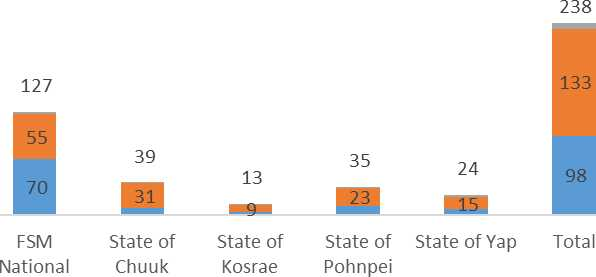 238
127
133
55
39
35
13
24
70
31
9
23
15
98
FSM National
State of Chuuk
State of Kosrae
State of Pohnpei
State of Yap
Total